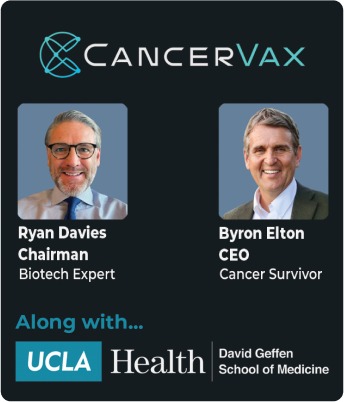 CANCERVAX
Ryan Davies
Chairman
Biotech Expert
Byron Elton
CEO
Cancer Survivor
Along with...
UCLA Health
David Geffen
School of Medicine